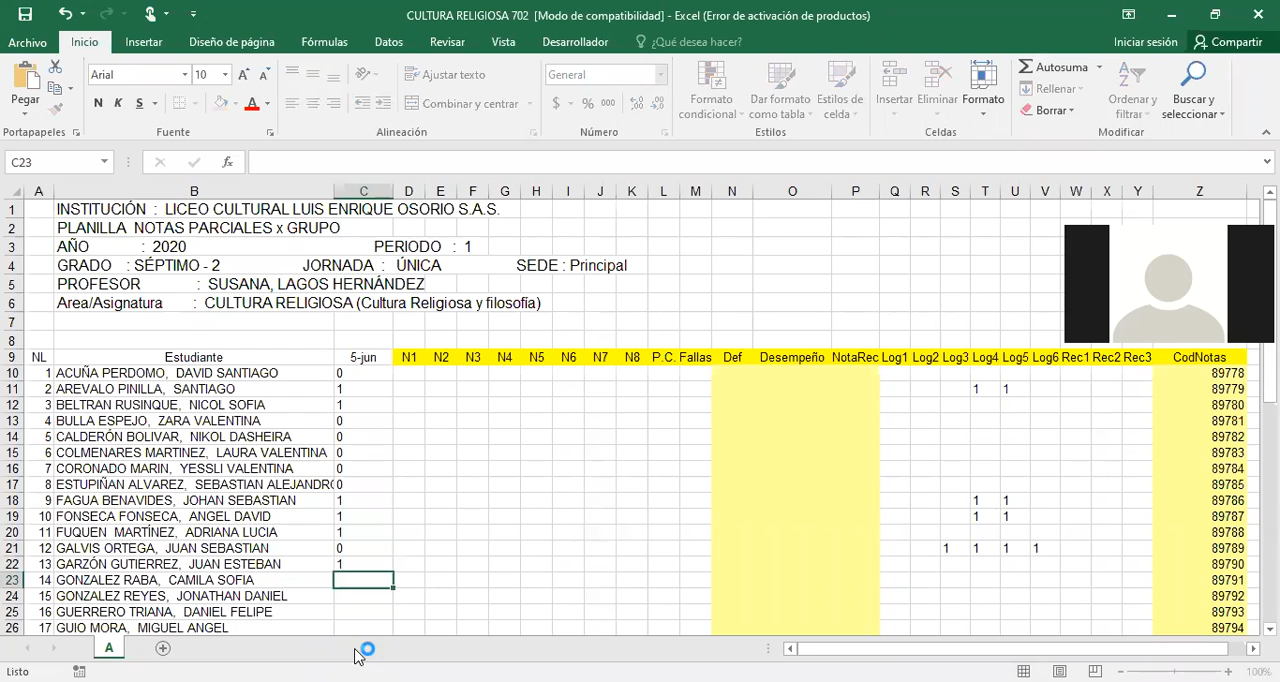 CULTURA RELIGIOSA 702 [Modo de compatibilidad] - Excel (Error de activación de productos)
Archivo Inicio Insertar Diseño de página Fórmulas Datos Revisar Vista Desarrollador ¿Qué desea hacer? Iniciar sesión Compartir
Pegar
Arial 10
N K S
Ajustar texto
Combinar y centrar
General
$ % 000
Formato condicional
Dar formato como tabla
Estilos de celda
Insertar Eliminar Formato
Autosuma
Rellenar
Borrar
Ordenar y filtrar
Buscar y seleccionar
Portapapeles Fuente Alineación Número Estilos Celdas Modificar
C23 fx
A B C D E F G H I J K L M N O P Q R S T U V W X Y Z
1 INSTITUCIÓN : LICEO CULTURAL LUIS ENRIQUE OSORIO S.A.S.
2 PLANILLA NOTAS PARCIALES x GRUPO
3 AÑO : 2020 PERIODO : 1
4 GRADO : SÉPTIMO - 2 JORNADA : ÚNICA SEDE : Principal
5 PROFESOR : SUSANA, LAGOS HERNÁNDEZ
6 Area/Asignatura : CULTURA RELIGIOSA (Cultura Religiosa y filosofía)
7
8
9 NL Estudiante 5-jun N1 N2 N3 N4 N5 N6 N7 N8 P.C. Fallas Def Desempeño NotaRec Log1 Log2 Log3 Log4 Log5 Log6 Rec1 Rec2 Rec3 CodNotas
10 1 ACUÑA PERDOMO, DAVID SANTIAGO 0 89778
11 2 AREVALO PINILLA, SANTIAGO 1 1 1 89779
12 3 BELTRAN RUSINQUE, NICOL SOFIA 1 89780
13 4 BULLA ESPEJO, ZARA VALENTINA 0 89781
14 5 CALDERÓN BOLIVAR, NIKOL DASHEIRA 0 89782
15 6 COLMENARES MARTINEZ, LAURA VALENTINA 0 89783
16 7 CORONADO MARIN, YESSLI VALENTINA 0 89784
17 8 ESTUPIÑAN ALVAREZ, SEBASTIAN ALEJANDRO 0 89785
18 9 FAGUA BENAVIDES, JOHAN SEBASTIAN 1 1 1 89786
19 10 FONSECA FONSECA, ANGEL DAVID 1 1 1 89787
20 11 FUQUEN MARTÍNEZ, ADRIANA LUCIA 1 89788
21 12 GALVIS ORTEGA, JUAN SEBASTIAN 0 1 1 1 1 89789
22 13 GARZÓN GUTIERREZ, JUAN ESTEBAN 1 89790
23 14 GONZALEZ RABA, CAMILA SOFIA 89791
24 15 GONZALEZ REYES, JONATHAN DANIEL 89792
25 16 GUERRERO TRIANA, DANIEL FELIPE 89793
26 17 GUIO MORA, MIGUEL ANGEL 89794
A
Listo 100%